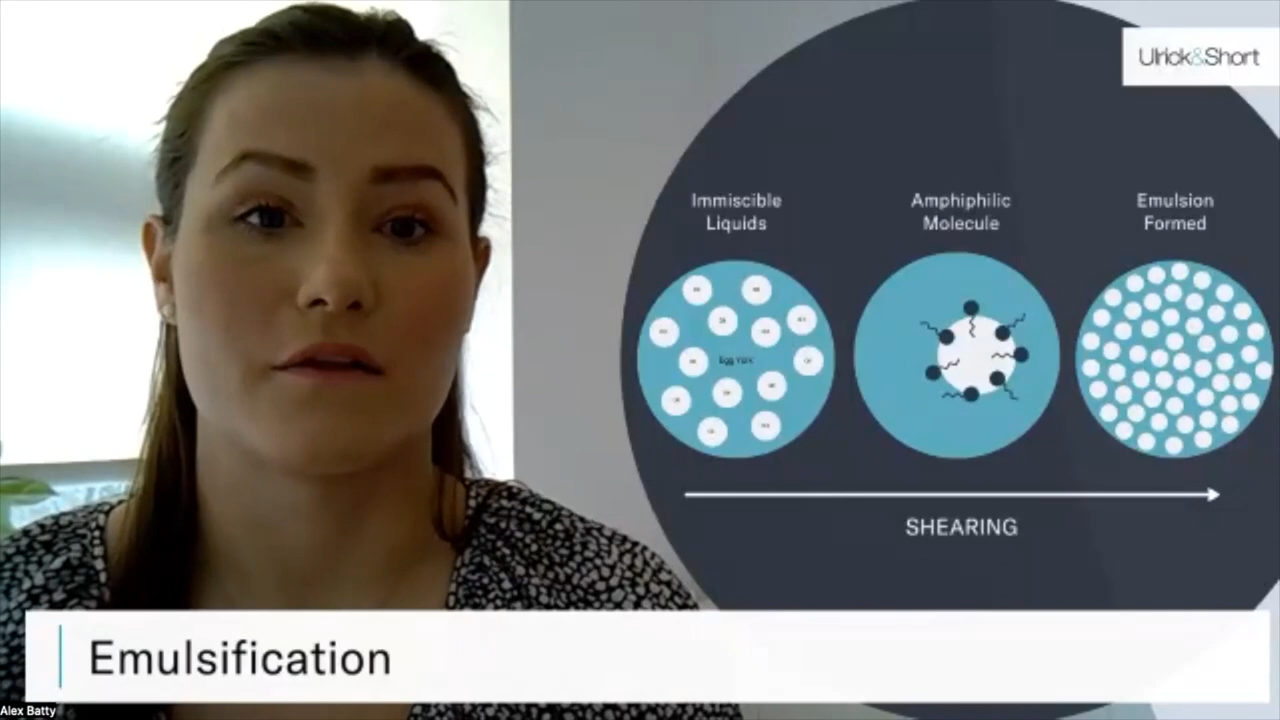 Ulrick&Short
Immiscible
Liquids
Amphiphilic
Molecule
Emulsion
Formed
Egg Yolk
SHEARING
Emulsification
Alex Batty